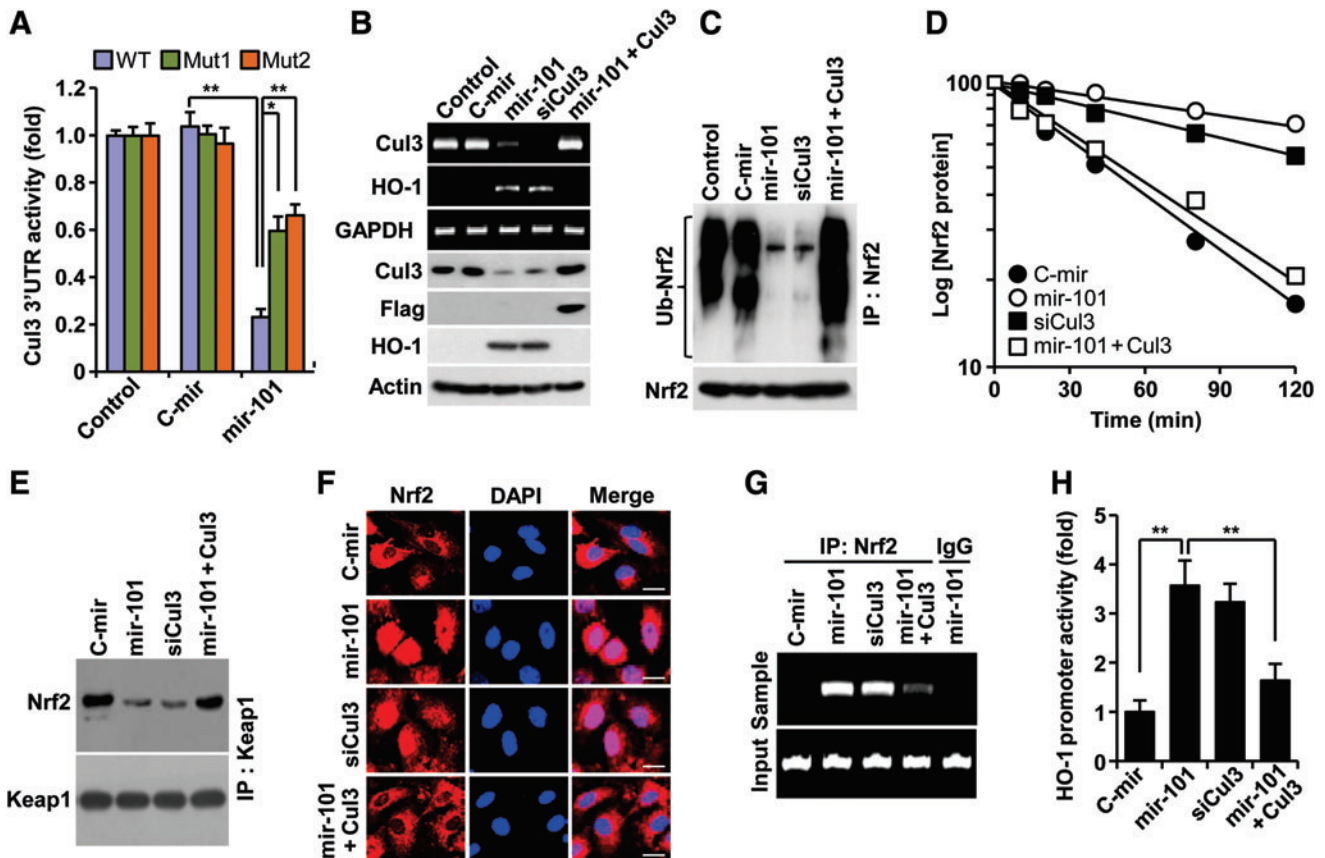 A
WT Mut1 Mut2
Cul3 3'UTR activity (fold)
1.2
1.0
0.8
0.6
0.4
0.2
0
** ** *
Control
C-mir
mir-101
B
Control
C-mir
mir-101
siCul3
mir-101 + Cul3
Cul3
HO-1
GAPDH
Cul3
Flag
HO-1
Actin
C
Control
C-mir
mir-101
siCul3
mir-101 + Cul3
Ub-Nrf2
IP : Nrf2
Nrf2
D
Log [Nrf2 protein]
100
10
C-mir
mir-101
siCul3
mir-101 + Cul3
0 30 60 90 120
Time (min)
E
C-mir
mir-101
siCul3
mir-101 + Cul3
Nrf2
Keap1
IP : Keap1
F
Nrf2 DAPI Merge
C-mir
mir-101
siCul3
mir-101
+ Cul3
G
IP: Nrf2 IgG
C-mir
mir-101
siCul3
mir-101
+Cul3
mir-101
Sample
Input
H
HO-1 promoter activity (fold)
5
4
3
2
1
0
** **
C-mir
mir-101
siCul3
mir-101
+Cul3